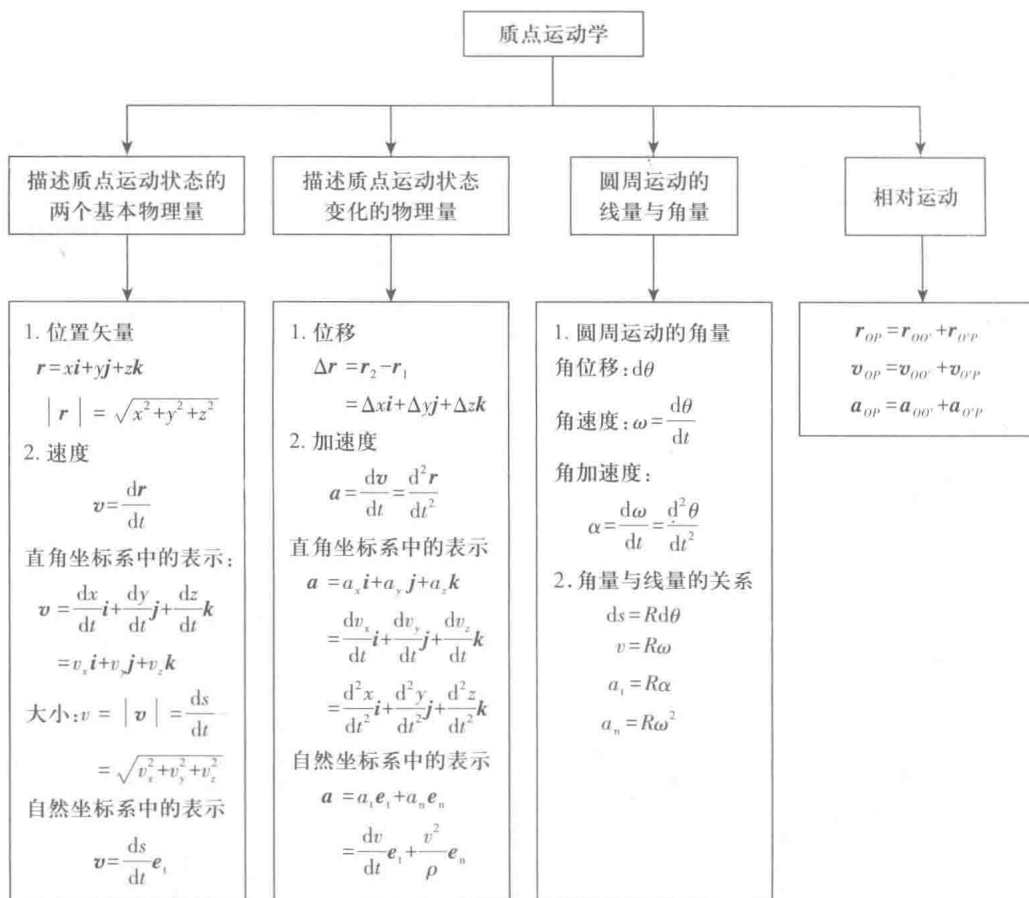 质点运动学
描述质点运动状态的
两个基本物理量
描述质点运动状态
变化的物理量
圆周运动的
线量与角量
相对运动
1. 位置矢量
r=xi+yj+zk
|r|=√(x²+y²+z²)
2. 速度
v=dr/dt
直角坐标系中的表示:
v=dx/dt i+dy/dt j+dz/dt k
=vₓi+v_y j+v_z k
大小:v=|v|=ds/dt
=√(vₓ²+v_y²+v_z²)
自然坐标系中的表示
v=ds/dt e_t
1. 位移
Δr=r₂-r₁
=Δxi+Δyj+Δzk
2. 加速度
a=dv/dt=d²r/dt²
直角坐标系中的表示
a=aₓi+a_y j+a_z k
=dvₓ/dt i+dv_y/dt j+dv_z/dt k
=d²x/dt² i+d²y/dt² j+d²z/dt² k
自然坐标系中的表示
a=a_t e_t+a_n e_n
=dv/dt e_t+v²/ρ e_n
1. 圆周运动的角量
角位移:dθ
角速度:ω=dθ/dt
角加速度:
α=dω/dt=d²θ/dt²
2. 角量与线量的关系
ds=Rdθ
v=Rω
a_t=Rα
a_n=Rω²
r_OP=r_OO'+r_O'P
v_OP=v_OO'+v_O'P
a_OP=a_OO'+a_O'P